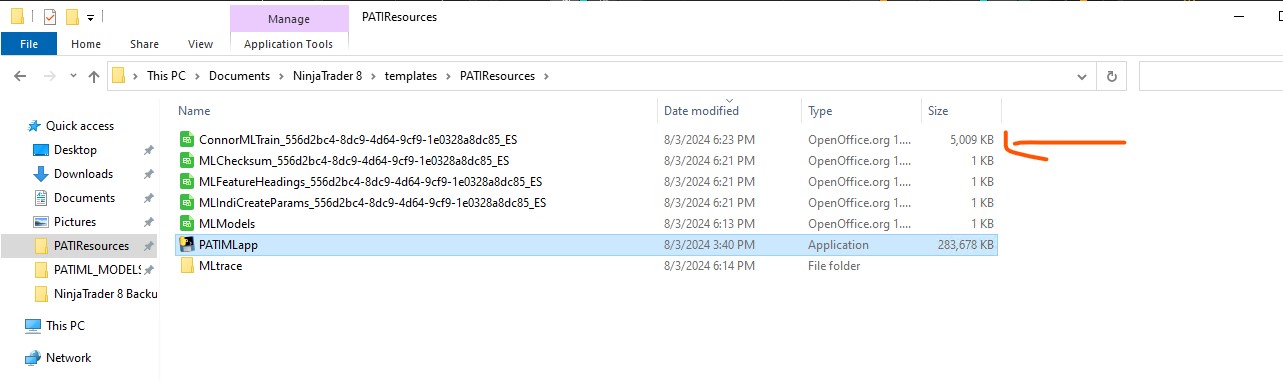 Manage
PATIResources
File
Home
Share
View
Application Tools
This PC
Documents
NinjaTrader 8
templates
PATIResources
Name
Date modified
Type
Size
Quick access
Desktop
Downloads
Documents
Pictures
PATIResources
PATIML_MODELS
NinjaTrader 8 Backu
This PC
Network
ConnorMLTrain_556d2bc4-8dc9-4d64-9cf9-1e0328a8dc85_ES 8/3/2024 6:23 PM OpenOffice.org 1.... 5,009 KB
MLChecksum_556d2bc4-8dc9-4d64-9cf9-1e0328a8dc85_ES 8/3/2024 6:21 PM OpenOffice.org 1.... 1 KB
MLFeatureHeadings_556d2bc4-8dc9-4d64-9cf9-1e0328a8dc85_ES 8/3/2024 6:21 PM OpenOffice.org 1.... 1 KB
MLIndiCreateParams_556d2bc4-8dc9-4d64-9cf9-1e0328a8dc85_ES 8/3/2024 6:21 PM OpenOffice.org 1.... 1 KB
MLModels 8/3/2024 6:13 PM OpenOffice.org 1.... 1 KB
PATIMLapp 8/3/2024 3:40 PM Application 283,678 KB
MLtrace 8/3/2024 6:14 PM File folder